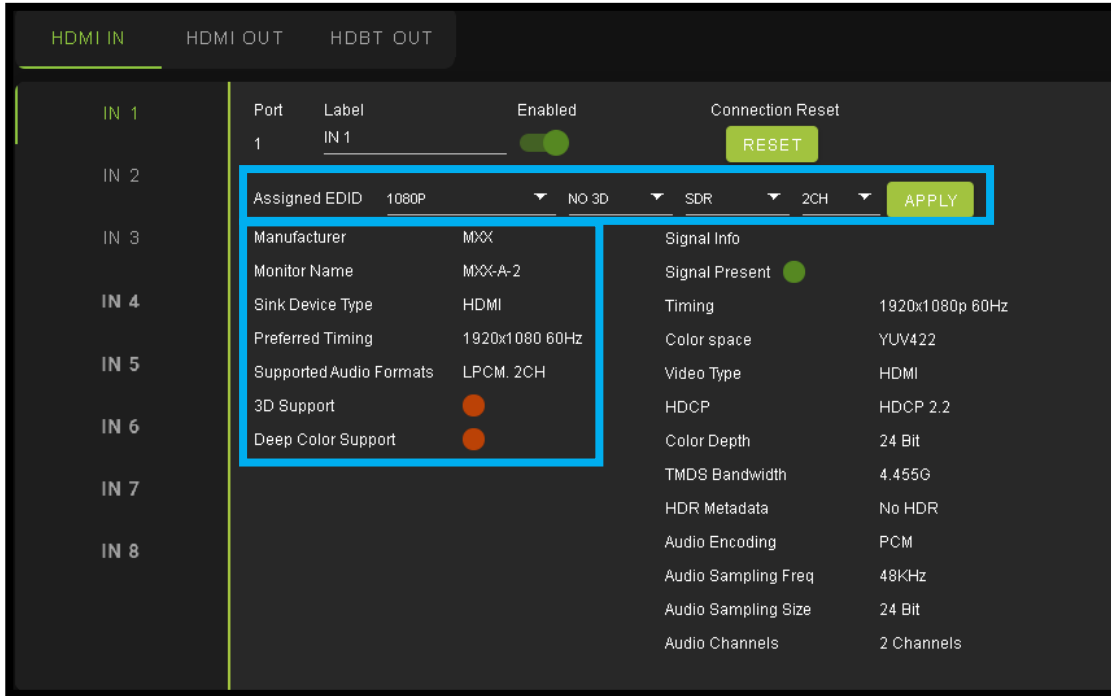 HDMI IN HDMI OUT HDBT OUT
IN 1
IN 2
IN 3
IN 4
IN 5
IN 6
IN 7
IN 8
Port Label Enabled Connection Reset
1 IN 1 RESET
Assigned EDID 1080P NO 3D SDR 2CH APPLY
Manufacturer MXX
Monitor Name MXX-A-2
Sink Device Type HDMI
Preferred Timing 1920x1080 60Hz
Supported Audio Formats LPCM. 2CH
3D Support
Deep Color Support
Signal Info
Signal Present
Timing 1920x1080p 60Hz
Color space YUV422
Video Type HDMI
HDCP HDCP 2.2
Color Depth 24 Bit
TMDS Bandwidth 4.455G
HDR Metadata No HDR
Audio Encoding PCM
Audio Sampling Freq 48KHz
Audio Sampling Size 24 Bit
Audio Channels 2 Channels